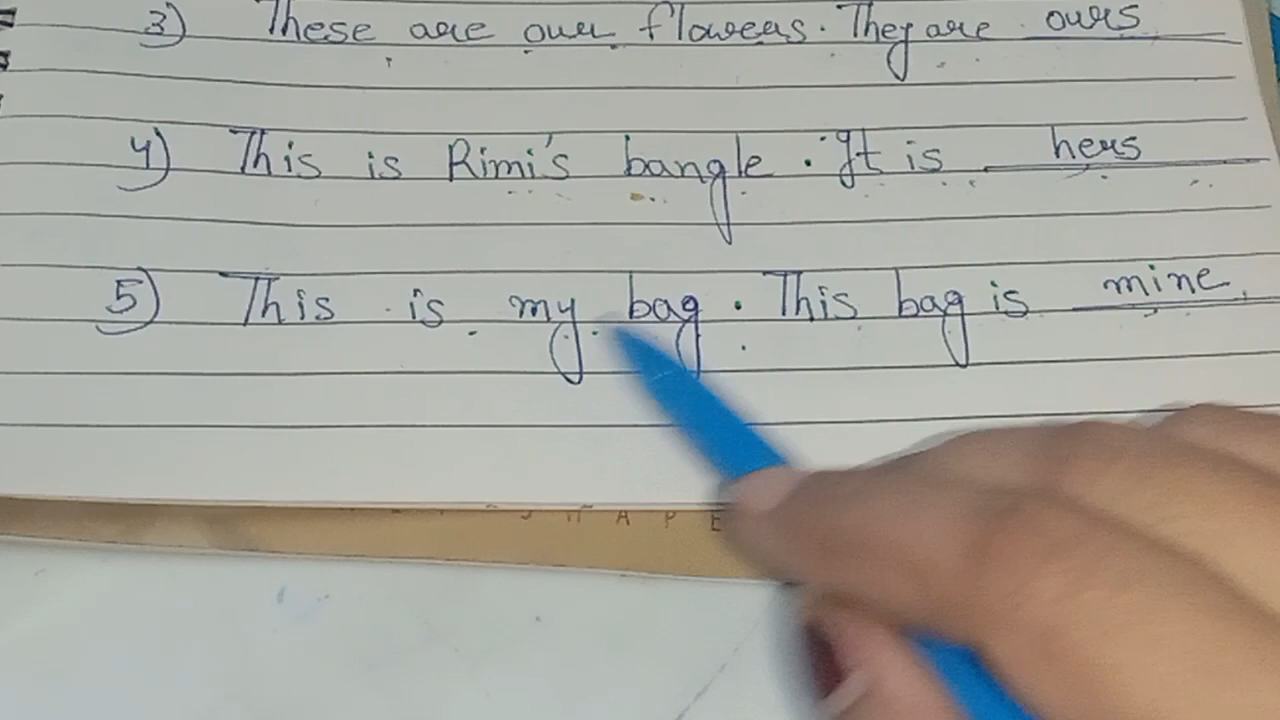 3) These are our flowers. They are ours
4) This is Rimi's bangle. It is hers
5) This is my bag. This bag is mine.